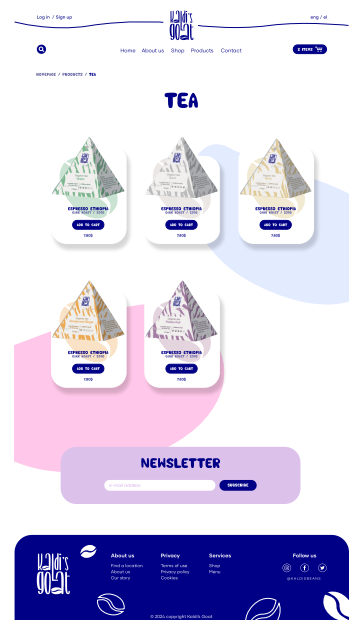 Log in / Sign up
Kaldi's
goat
eng / el
Home About us Shop Products Contact
2 ITEMS
HOMEPAGE / PRODUCTS / TEA
TEA
ESPRESSO ETHIOPIA
DARK ROAST / 250G
ADD TO CART
ESPRESSO ETHIOPIA
DARK ROAST / 250G
ADD TO CART
ESPRESSO ETHIOPIA
DARK ROAST / 250G
ADD TO CART
ESPRESSO ETHIOPIA
DARK ROAST / 250G
ADD TO CART
ESPRESSO ETHIOPIA
DARK ROAST / 250G
ADD TO CART
NEWSLETTER
e-mail address
SUBSCRIBE
Kaldi's
goat
About us
Find a location
About us
Our story
Privacy
Terms of use
Privacy policy
Cookies
Services
Shop
Menu
Follow us
@KALDISBEANS
© 2024 copyright Kaldi's Goat